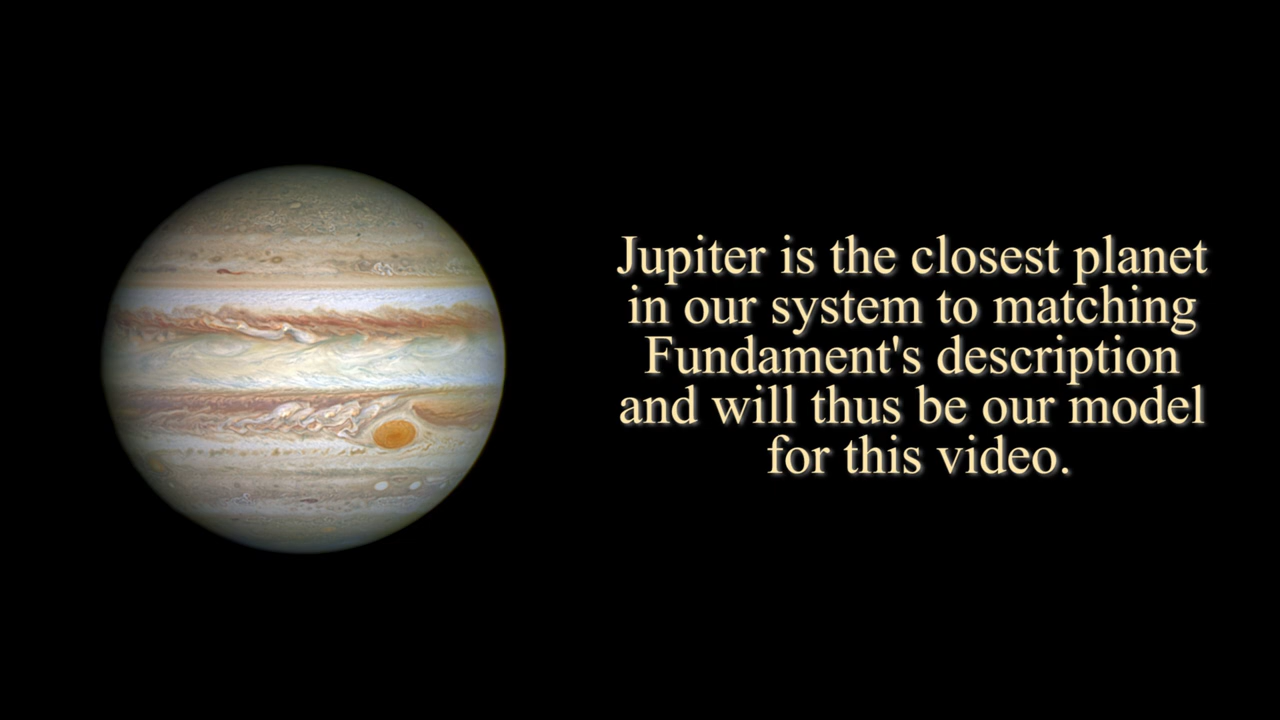 Jupiter is the closest planet
in our system to matching
Fundament's description
and will thus be our model
for this video.